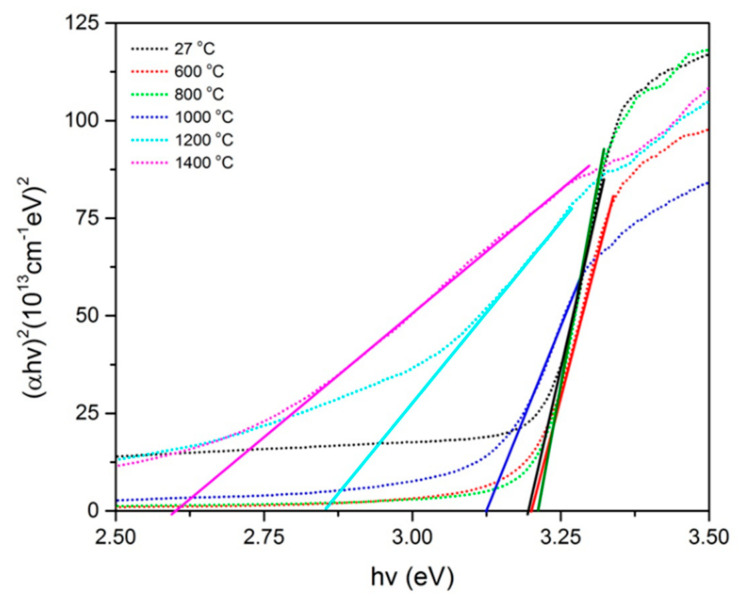 125
100
75
50
25
0
(αhν)²(10¹³cm⁻¹eV)²
27 °C
600 °C
800 °C
1000 °C
1200 °C
1400 °C
2.50 2.75 3.00 3.25 3.50
hν (eV)